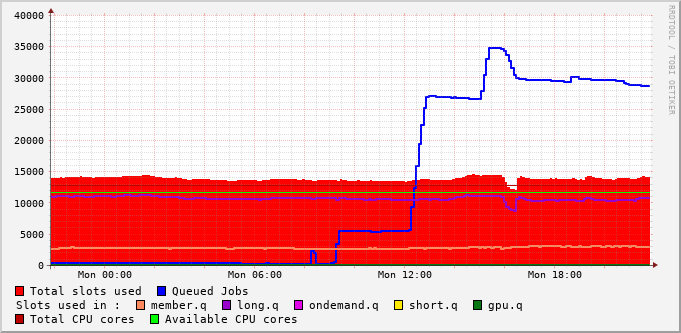 40000
35000
30000
25000
20000
15000
10000
5000
0
Mon 00:00 Mon 06:00 Mon 12:00 Mon 18:00
RRDTOOL / TOBI OETIKER
Total slots used Queued Jobs
Slots used in : member.q long.q ondemand.q short.q gpu.q
Total CPU cores Available CPU cores